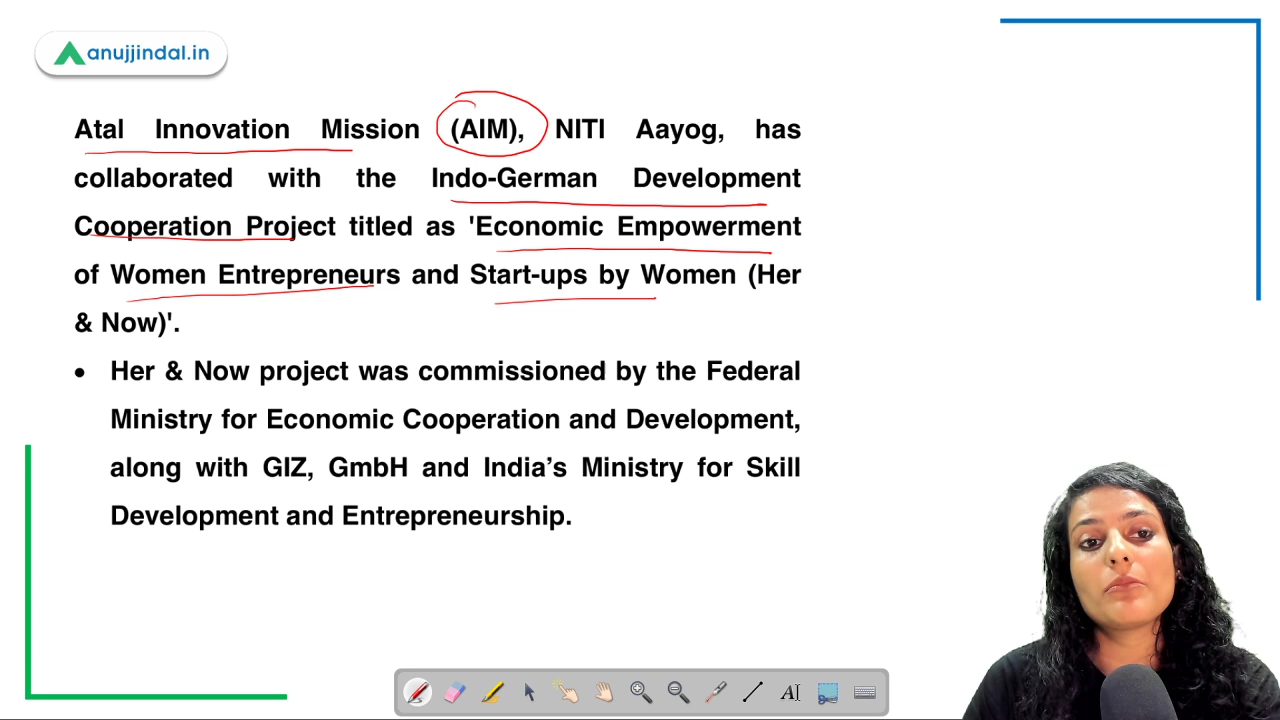 anujjindal.in
Atal Innovation Mission (AIM), NITI Aayog, has
collaborated with the Indo-German Development
Cooperation Project titled as 'Economic Empowerment
of Women Entrepreneurs and Start-ups by Women (Her
& Now)'.
• Her & Now project was commissioned by the Federal
Ministry for Economic Cooperation and Development,
along with GIZ, GmbH and India’s Ministry for Skill
Development and Entrepreneurship.
AI